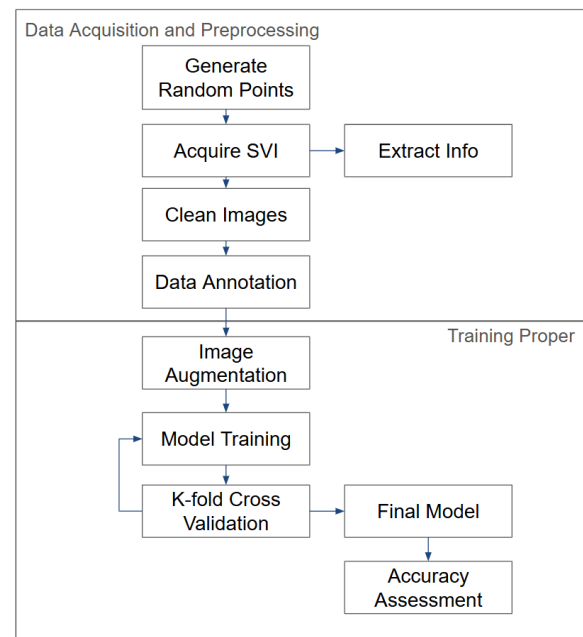 Data Acquisition and Preprocessing
Generate
Random Points
Acquire SVI
Extract Info
Clean Images
Data Annotation
Training Proper
Image
Augmentation
Model Training
K-fold Cross
Validation
Final Model
Accuracy
Assessment